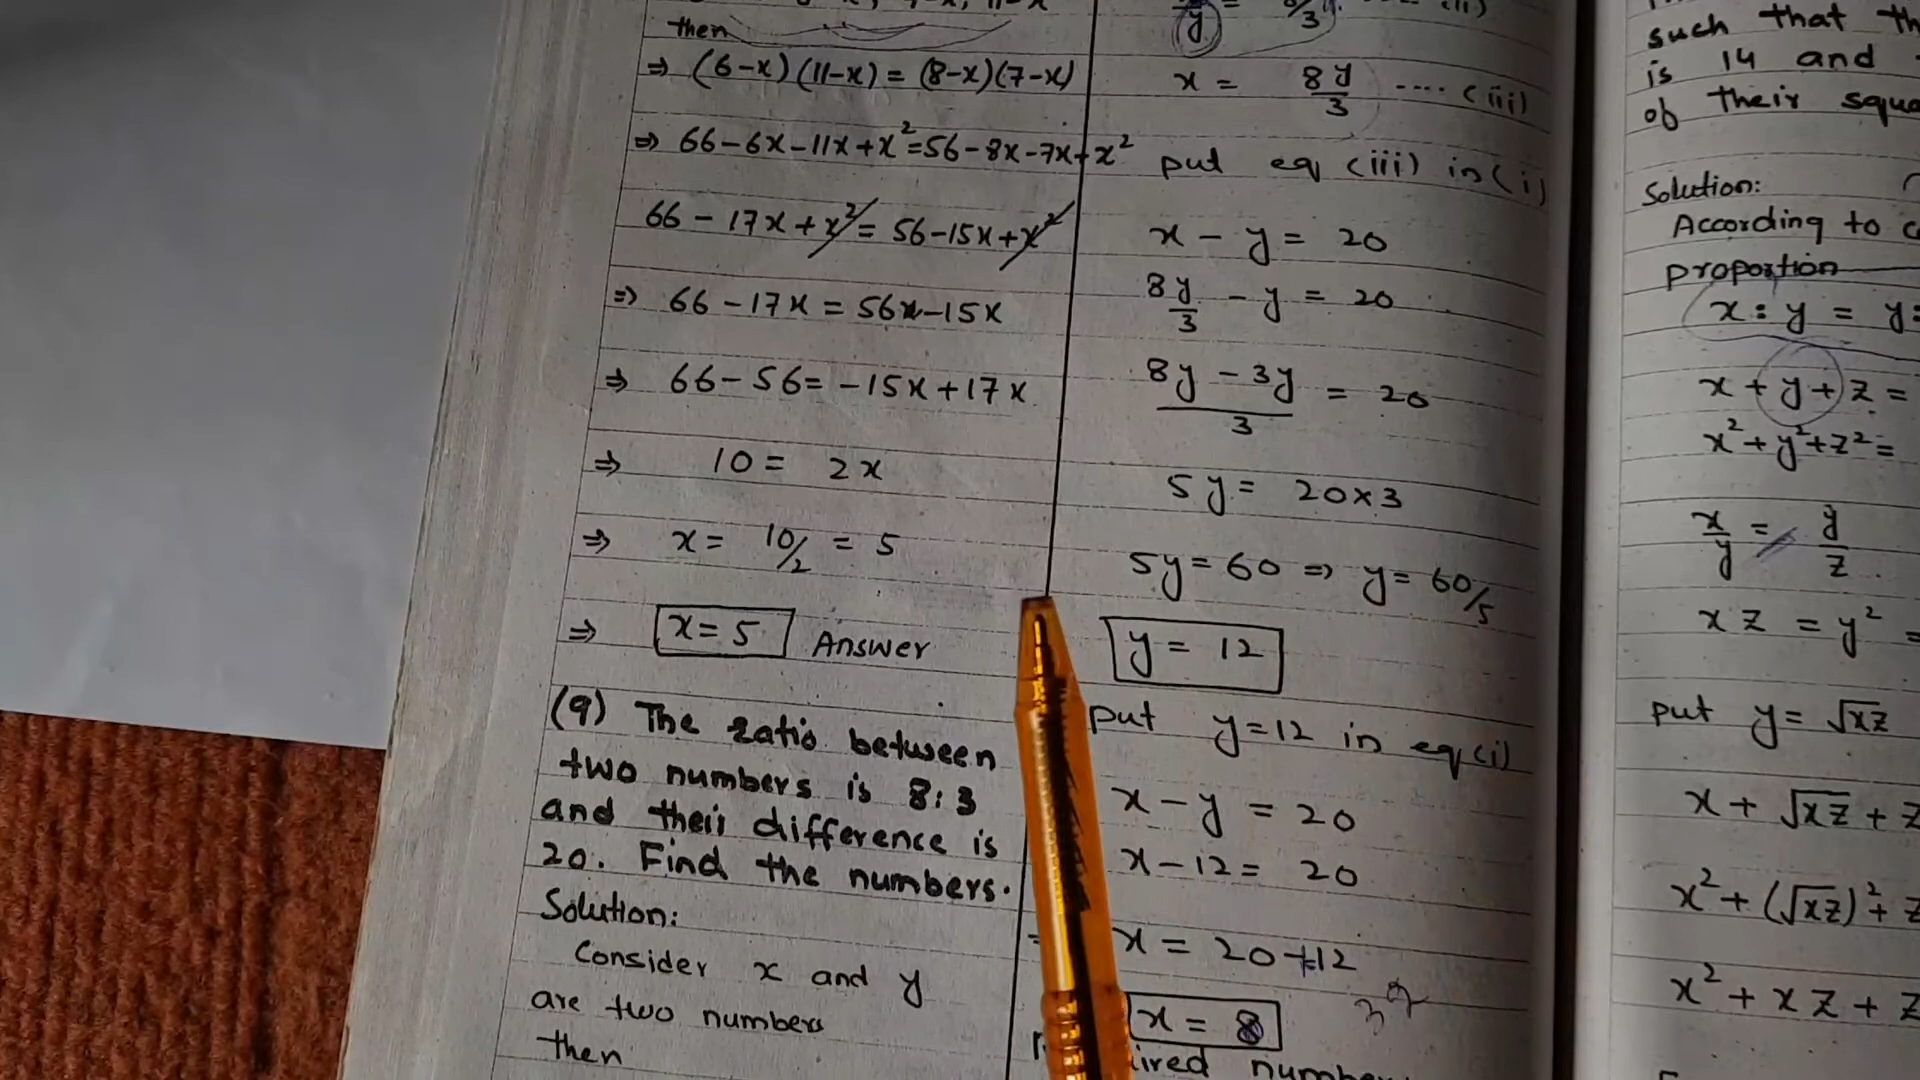 then
⇒ (6-x)(11-x) = (8-x)(7-x)
⇒ 66-6x-11x+x²=56-8x-7x+x²
66-17x+x²= 56-15x+x²
⇒ 66-17x = 56x-15x
⇒ 66-56= -15x+17x
⇒ 10= 2x
⇒ x= 10/2 = 5
⇒ x=5 Answer
(9) The ratio between
two numbers is 8:3
and their difference is
20. Find the numbers.
Solution:
Consider x and y
are two numbers
then
x = 8y/3 .... (iii)
put eq (iii) in (i)
x - y = 20
8y/3 - y = 20
8y - 3y/3 = 20
5y= 20×3
5y=60 ⇒ y= 60/5
y= 12
put y=12 in eq(i)
x-y = 20
x-12= 20
x = 20+12
x = 8
32
such that
is 14 and
of their
Solution:
According to
proportion
x:y = y:
x+y+z=
x²+y²+z²=
x/y = y/z
xz = y² =
put y= √xz
x + √xz + z
x²+(√xz)²+z
x²+xz+z